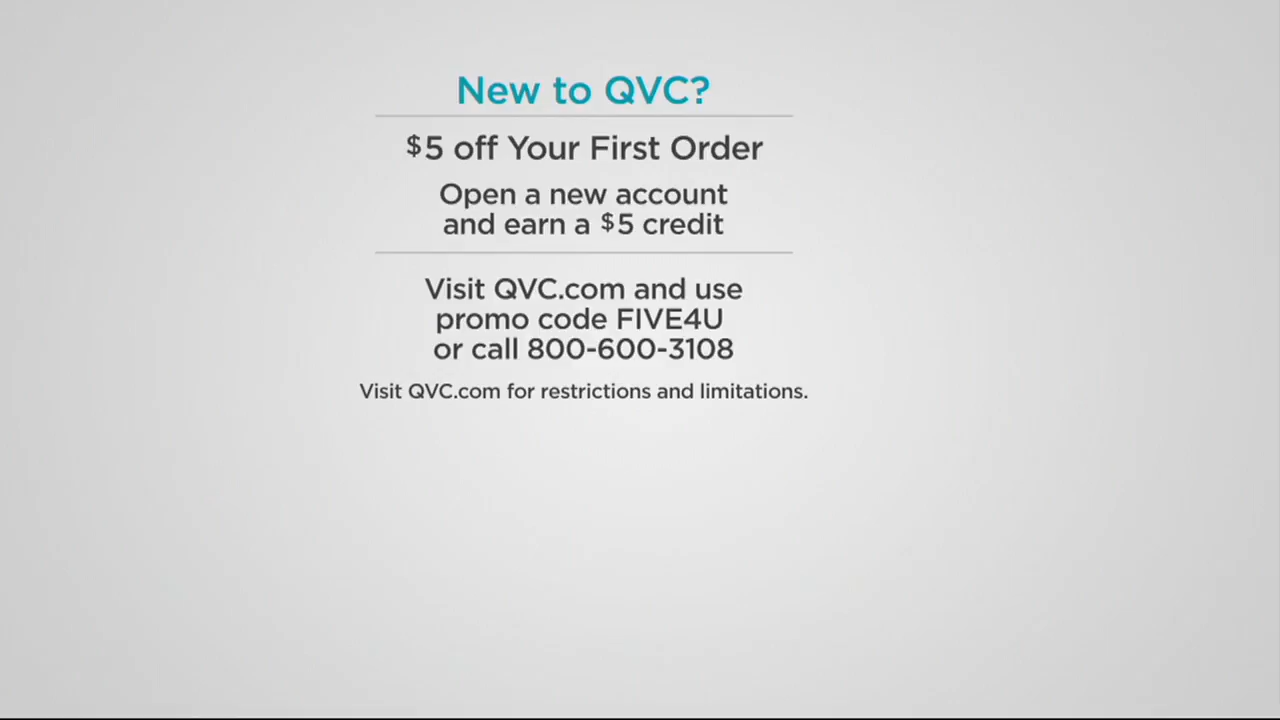 New to QVC?
$5 off Your First Order
Open a new account
and earn a $5 credit
Visit QVC.com and use
promo code FIVE4U
or call 800-600-3108
Visit QVC.com for restrictions and limitations.